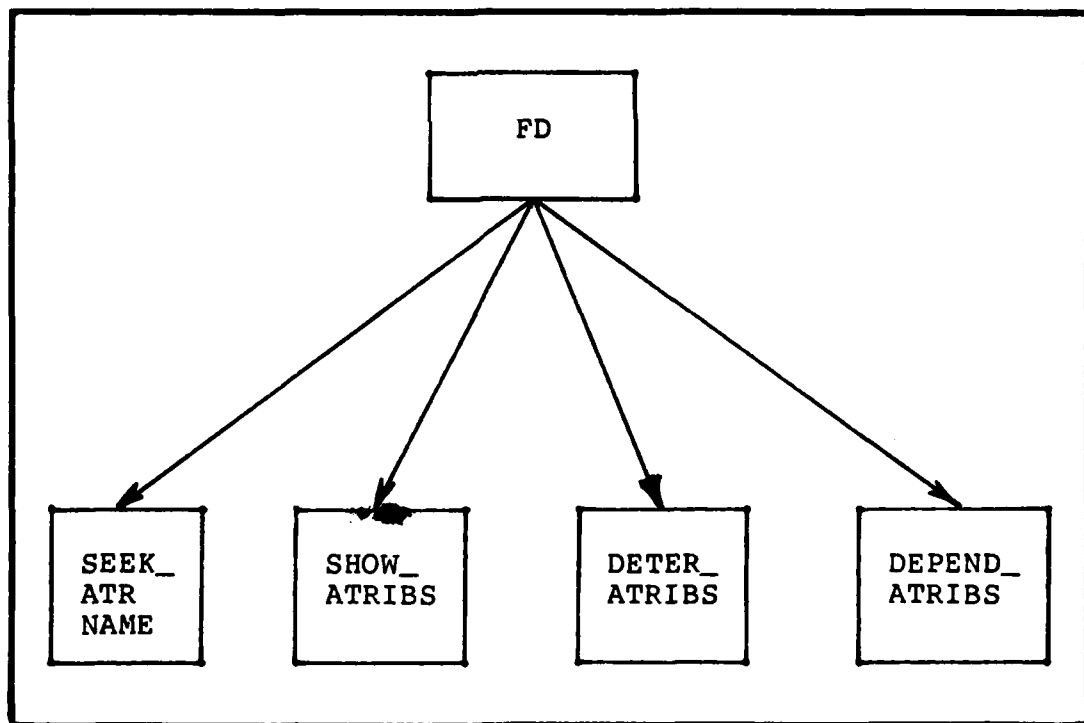 FD
SEEK_
ATR
NAME
SHOW_
ATRIBS
DETER_
ATRIBS
DEPEND_
ATRIBS